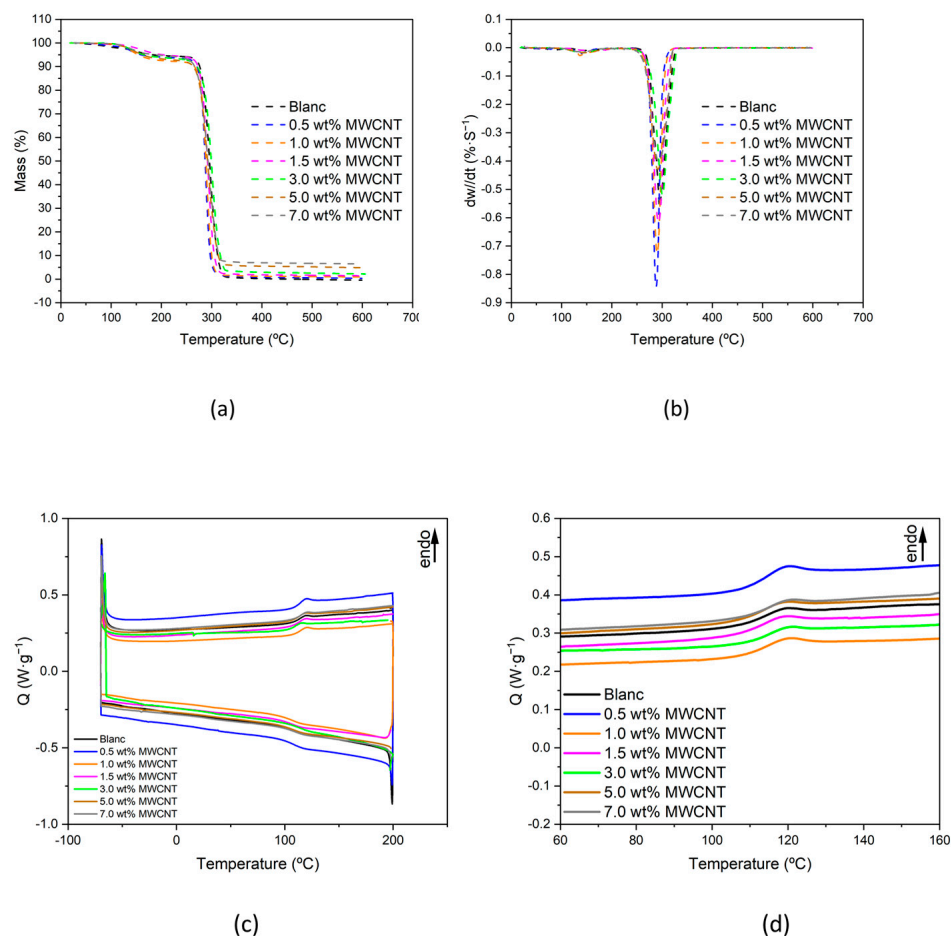 110
100
90
80
70
60
50
40
30
20
10
0
-10
0
100
200
300
400
500
600
700
Mass (%)
Temperature (ºC)
Blanc
0.5 wt% MWCNT
1.0 wt% MWCNT
1.5 wt% MWCNT
3.0 wt% MWCNT
5.0 wt% MWCNT
7.0 wt% MWCNT
(a)
0.0
-0.1
-0.2
-0.3
-0.4
-0.5
-0.6
-0.7
-0.8
-0.9
0
100
200
300
400
500
600
700
dw/dt (%·S⁻¹)
Temperature (ºC)
Blanc
0.5 wt% MWCNT
1.0 wt% MWCNT
1.5 wt% MWCNT
3.0 wt% MWCNT
5.0 wt% MWCNT
7.0 wt% MWCNT
(b)
1.0
0.5
0.0
-0.5
-1.0
-100
0
100
200
Q (W·g⁻¹)
Temperature (ºC)
endo
Blanc
0.5 wt% MWCNT
1.0 wt% MWCNT
1.5 wt% MWCNT
3.0 wt% MWCNT
5.0 wt% MWCNT
7.0 wt% MWCNT
(c)
0.6
0.5
0.4
0.3
0.2
0.1
0.0
-0.1
-0.2
60
80
100
120
140
160
Q (W·g⁻¹)
Temperature (ºC)
endo
Blanc
0.5 wt% MWCNT
1.0 wt% MWCNT
1.5 wt% MWCNT
3.0 wt% MWCNT
5.0 wt% MWCNT
7.0 wt% MWCNT
(d)